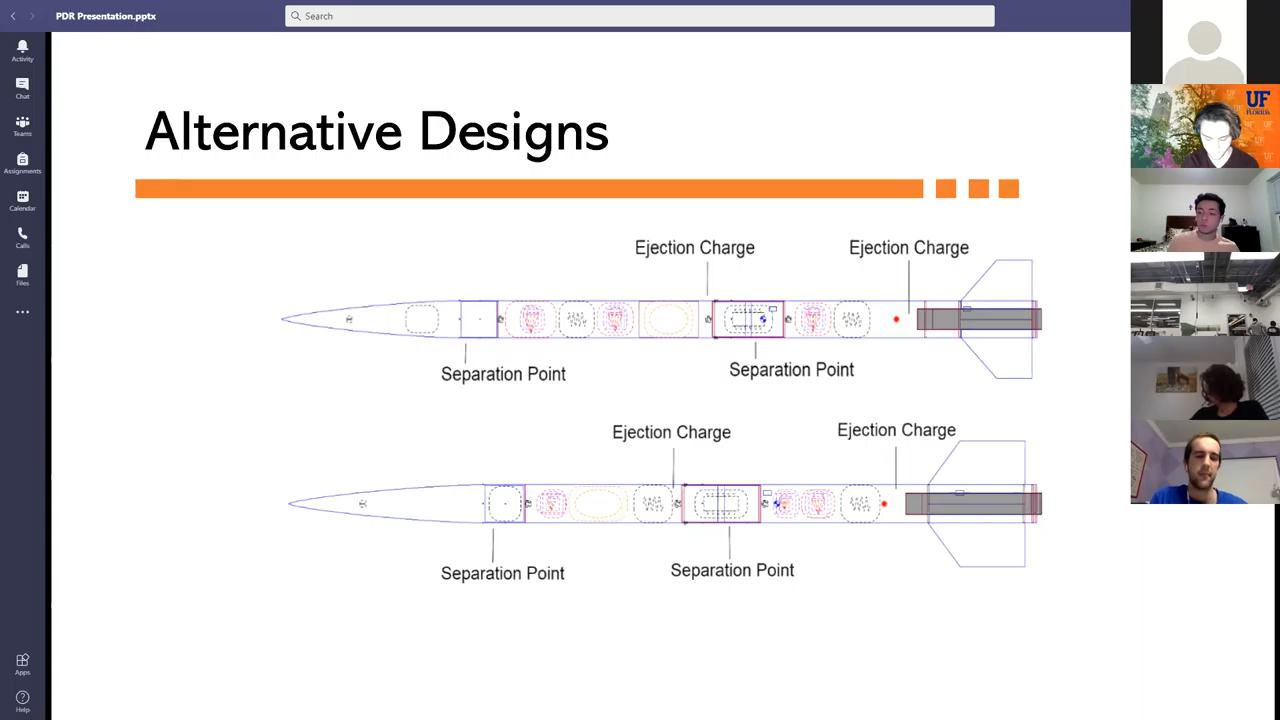 PDR Presentation.pptx
Search
Activity
Chat
Teams
Assignments
Calendar
Calls
Files
Apps
Help
Alternative Designs
Ejection Charge
Ejection Charge
Separation Point
Separation Point
Ejection Charge
Ejection Charge
Separation Point
Separation Point
UF
FLORIDA